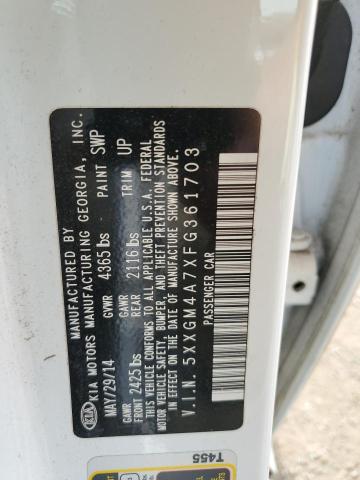 MANUFACTURED BY
KIA KIA MOTORS MANUFACTURING GEORGIA, INC.
MAY/29/14 GVWR 4365 lbs PAINT SWP
GAWR FRONT 2425 lbs GAWR REAR 2116 lbs TRIM UP
THIS VEHICLE CONFORMS TO ALL APPLICABLE U.S.A. FEDERAL
MOTOR VEHICLE SAFETY, BUMPER, AND THEFT PREVENTION STANDARDS
IN EFFECT ON THE DATE OF MANUFACTURE SHOWN ABOVE.
V.I.N. 5XXGM4A7XFG361703
PASSENGER CAR
T455